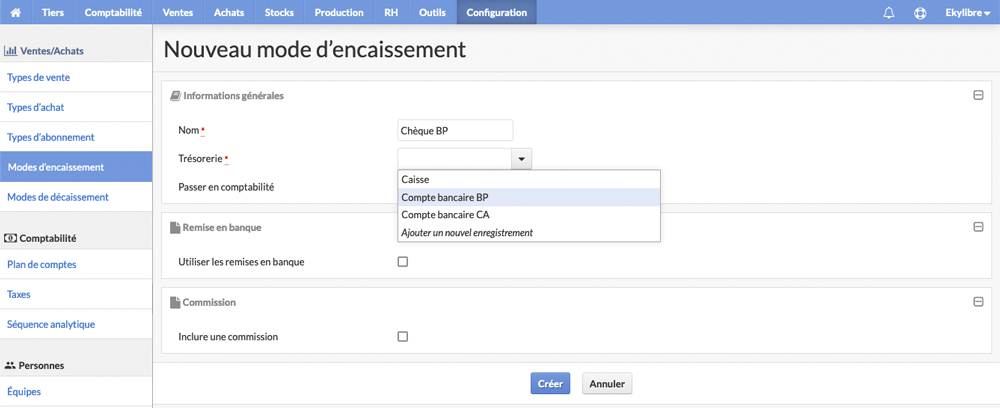 Tiers Comptabilité Ventes Achats Stocks Production RH Outils Configuration Ekylibre
Ventes/Achats
Types de vente
Types d'achat
Types d'abonnement
Modes d'encaissement
Modes de décaissement
Comptabilité
Plan de comptes
Taxes
Séquence analytique
Personnes
Équipes
Nouveau mode d'encaissement
Informations générales
Nom * Chèque BP
Trésorerie *
Passer en comptabilité
Caisse
Compte bancaire BP
Compte bancaire CA
Ajouter un nouvel enregistrement
Remise en banque
Utiliser les remises en banque
Commission
Inclure une commission
Créer Annuler